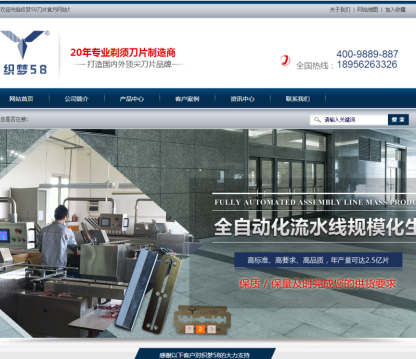 欢迎光临织梦58刀片官方网站!
关于我们 | 网站地图 | 加入收藏
织梦58
20年专业剃须刀片制造商
打造国内外顶尖刀片品牌
全国热线:
400-9889-887
18956263326
网站首页 公司简介 产品中心 客户案例 资讯中心 联系我们
您是否在想:
请输入关键词
搜 索
FULLY AUTOMATED ASSEMBLY LINE MASS PRODU
全自动化流水线规模化生
高标准、高要求、高品质,年产量可达2.5亿片
保质 / 保量及时完成您的供货要求
1 2 3
感谢以下客户对织梦58的大力支持